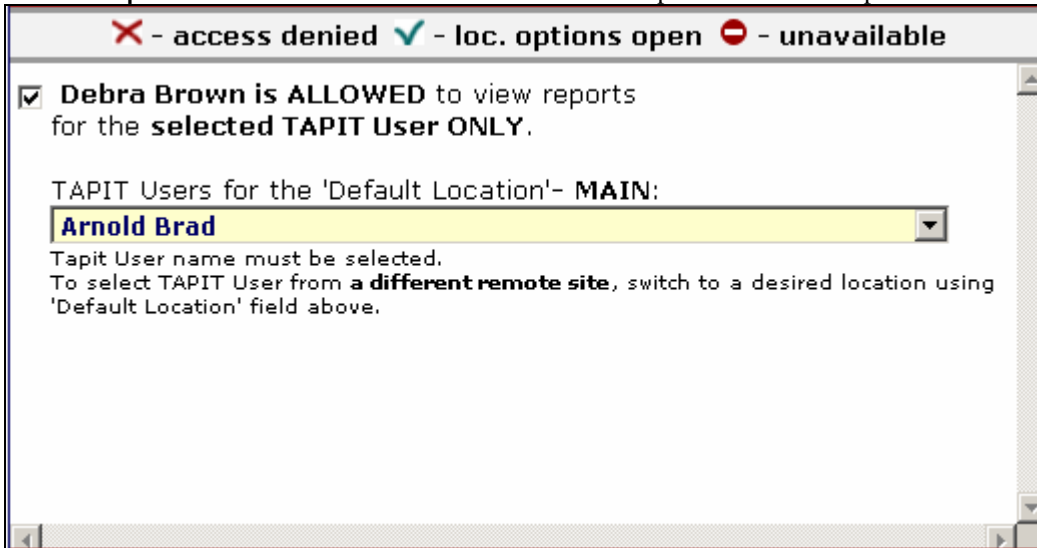 - access denied - loc. options open - unavailable
Debra Brown is ALLOWED to view reports
for the selected TAPIT User ONLY.
TAPIT Users for the 'Default Location'- MAIN:
Arnold Brad
Tapit User name must be selected.
To select TAPIT User from a different remote site, switch to a desired location using
'Default Location' field above.